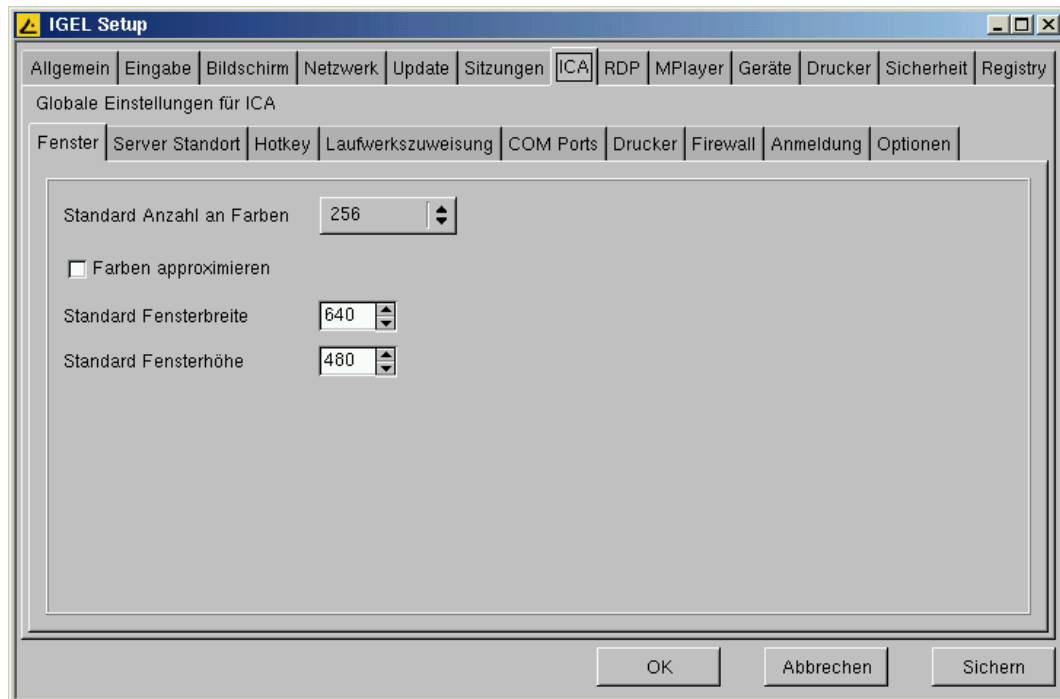 IGEL Setup
Allgemein Eingabe Bildschirm Netzwerk Update Sitzungen ICA RDP MPlayer Geräte Drucker Sicherheit Registry
Globale Einstellungen für ICA
Fenster Server Standort Hotkey Laufwerkszuweisung COM Ports Drucker Firewall Anmeldung Optionen
Standard Anzahl an Farben 256
Farben approximieren
Standard Fensterbreite 640
Standard Fensterhöhe 480
OK Abbrechen Sichern